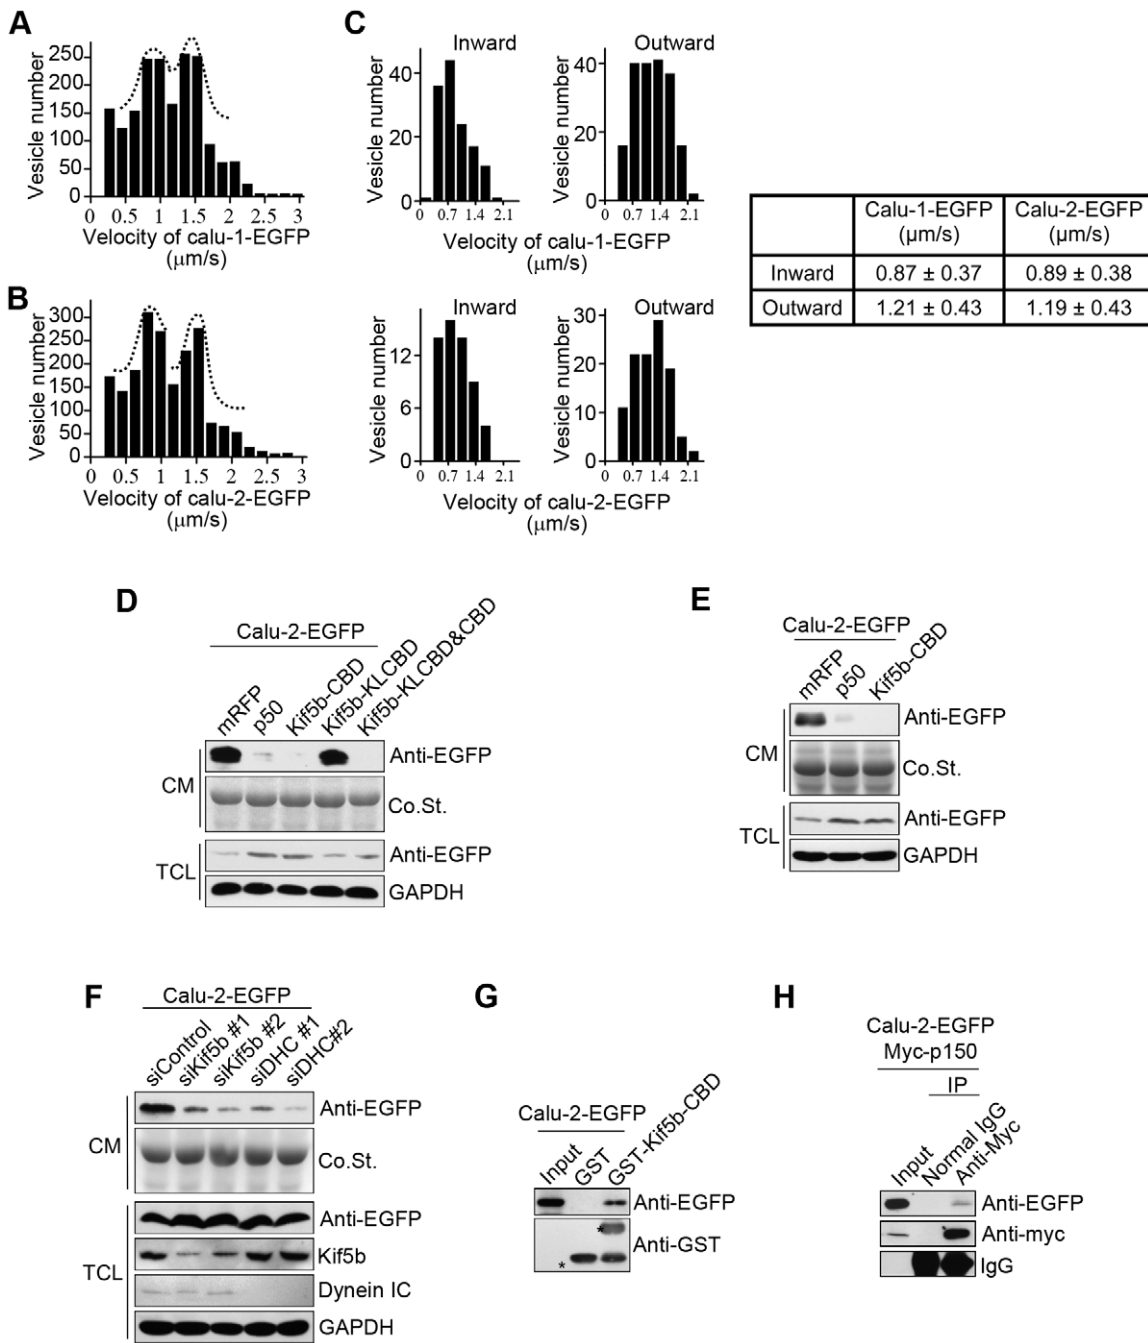 A
250
200
150
100
50
0
Vesicle number
0 0.5 1 1.5 2 2.5 3
Velocity of calu-1-EGFP
(μm/s)
B
300
250
200
150
100
50
0
Vesicle number
0 0.5 1 1.5 2 2.5 3
Velocity of calu-2-EGFP
(μm/s)
C
Inward
Outward
40
20
0
Vesicle number
0 0.7 1.4 2.1
40
20
0
0 0.7 1.4 2.1
Velocity of calu-1-EGFP
(μm/s)
Inward
Outward
12
6
0
Vesicle number
0 0.7 1.4 2.1
30
20
10
0
0 0.7 1.4 2.1
Velocity of calu-2-EGFP
(μm/s)
Calu-1-EGFP Calu-2-EGFP
(μm/s) (μm/s)
Inward 0.87 ± 0.37 0.89 ± 0.38
Outward 1.21 ± 0.43 1.19 ± 0.43
D
Calu-2-EGFP
mRFP
p50
Kif5b-CBD
Kif5b-KLCBD
Kif5b-KLCBD&CBD
CM
Anti-EGFP
Co.St.
TCL
Anti-EGFP
GAPDH
E
Calu-2-EGFP
mRFP
p50
Kif5b-CBD
CM
Anti-EGFP
Co.St.
TCL
Anti-EGFP
GAPDH
F
Calu-2-EGFP
siControl
siKif5b #1
siKif5b #2
siDHC #1
siDHC#2
CM
Anti-EGFP
Co.St.
TCL
Anti-EGFP
Kif5b
Dynein IC
GAPDH
G
Calu-2-EGFP
Input
GST
GST-Kif5b-CBD
Anti-EGFP
*
Anti-GST
*
H
Calu-2-EGFP
Myc-p150
IP
Input
Normal IgG
Anti-Myc
Anti-EGFP
Anti-myc
IgG